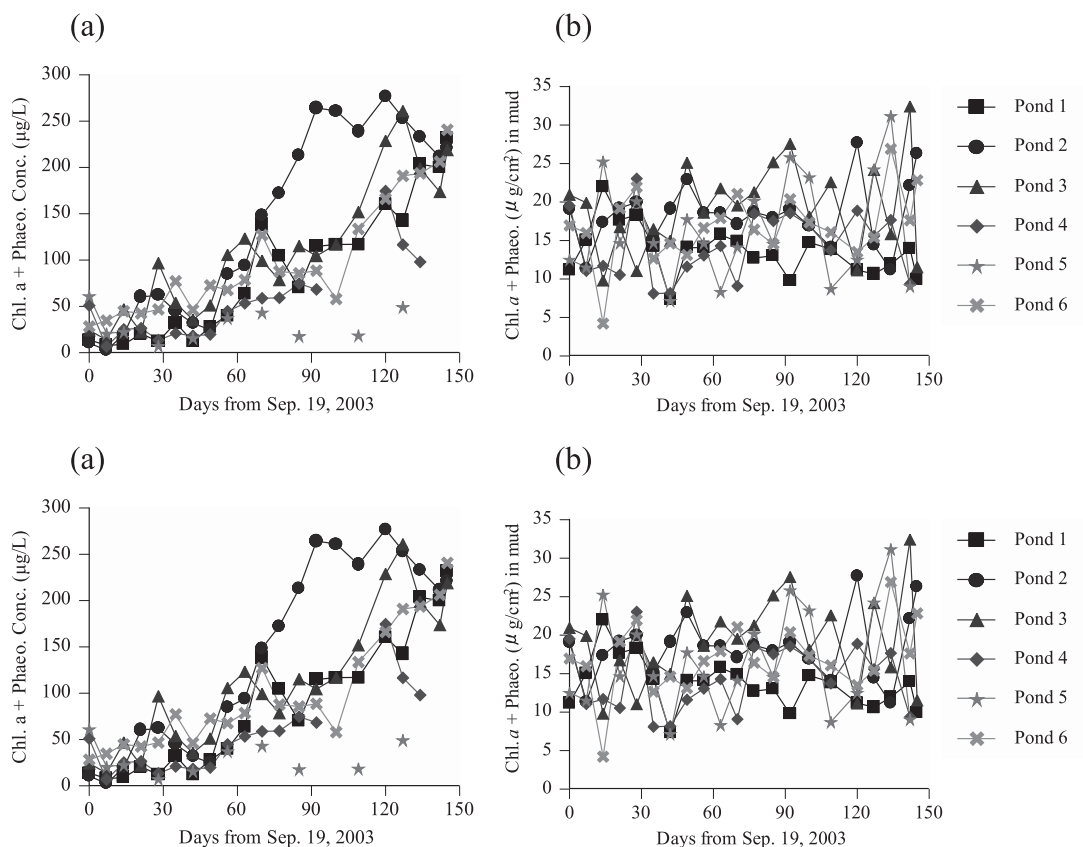 (a)
Chl. a + Phaeo. Conc. (μg/L)
300
250
200
150
100
50
0
0 30 60 90 120 150
Days from Sep. 19, 2003
(b)
Chl. a + Phaeo. (μ g/cm²) in mud
35
30
25
20
15
10
5
0
0 30 60 90 120 150
Days from Sep. 19, 2003
Pond 1
Pond 2
Pond 3
Pond 4
Pond 5
Pond 6
(a)
Chl. a + Phaeo. Conc. (μg/L)
300
250
200
150
100
50
0
0 30 60 90 120 150
Days from Sep. 19, 2003
(b)
Chl. a + Phaeo. (μ g/cm²) in mud
35
30
25
20
15
10
5
0
0 30 60 90 120 150
Days from Sep. 19, 2003
Pond 1
Pond 2
Pond 3
Pond 4
Pond 5
Pond 6